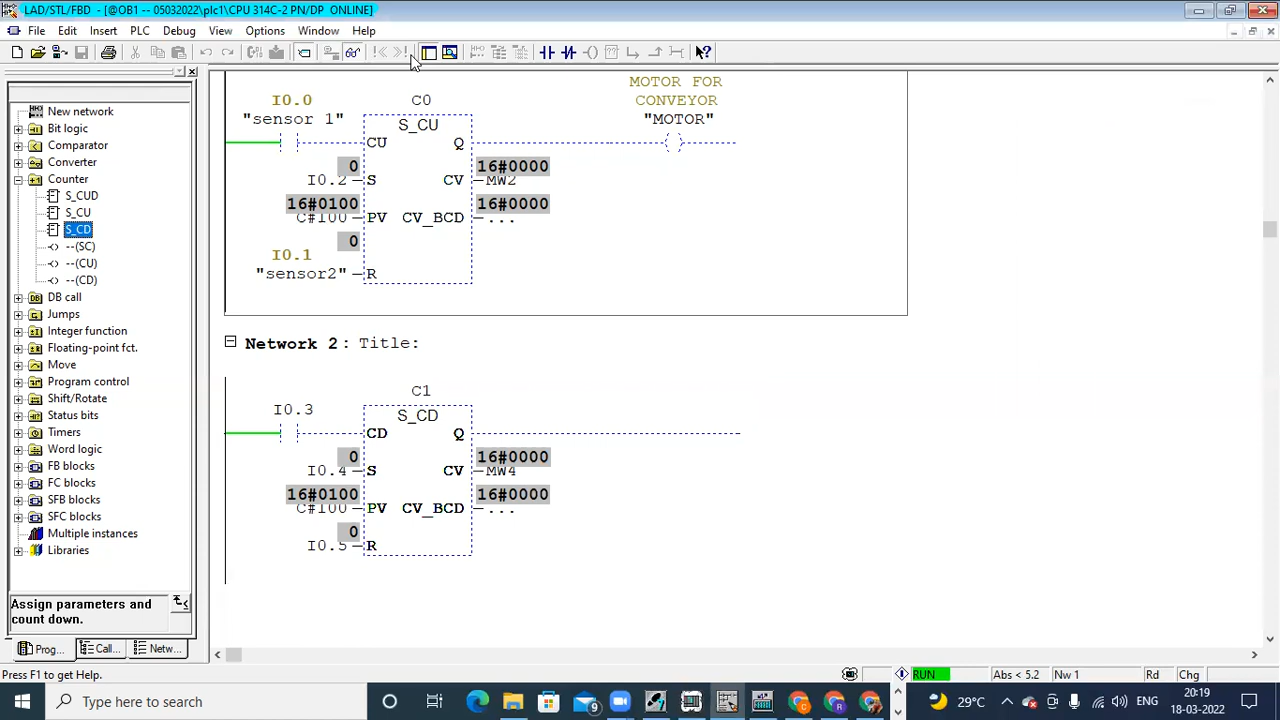 LAD/STL/FBD - [@OB1 -- 05032022\plc1\CPU 314C-2 PN/DP ONLINE]
File Edit Insert PLC Debug View Options Window Help
New network
Bit logic
Comparator
Converter
Counter
S_CUD
S_CU
S_CD
--(SC)
--(CU)
--(CD)
DB call
Jumps
Integer function
Floating-point fct.
Move
Program control
Shift/Rotate
Status bits
Timers
Word logic
FB blocks
FC blocks
SFB blocks
SFC blocks
Multiple instances
Libraries
Assign parameters and
count down.
Prog... Call... Netw...
MOTOR FOR
I0.0 C0 CONVEYOR
"sensor 1" S_CU "MOTOR"
CU Q
0 16#0000
I0.2 S CV MW2
16#0100 16#0000
C#100 PV CV_BCD ...
0
I0.1
"sensor2" R
Network 2 : Title:
C1
I0.3 S_CD
CD Q
0 16#0000
I0.4 S CV MW4
16#0100 16#0000
C#100 PV CV_BCD ...
0
I0.5 R
Press F1 to get Help. RUN Abs < 5.2 Nw 1 Rd Chg
Type here to search 9 29°C ENG 20:19
18-03-2022